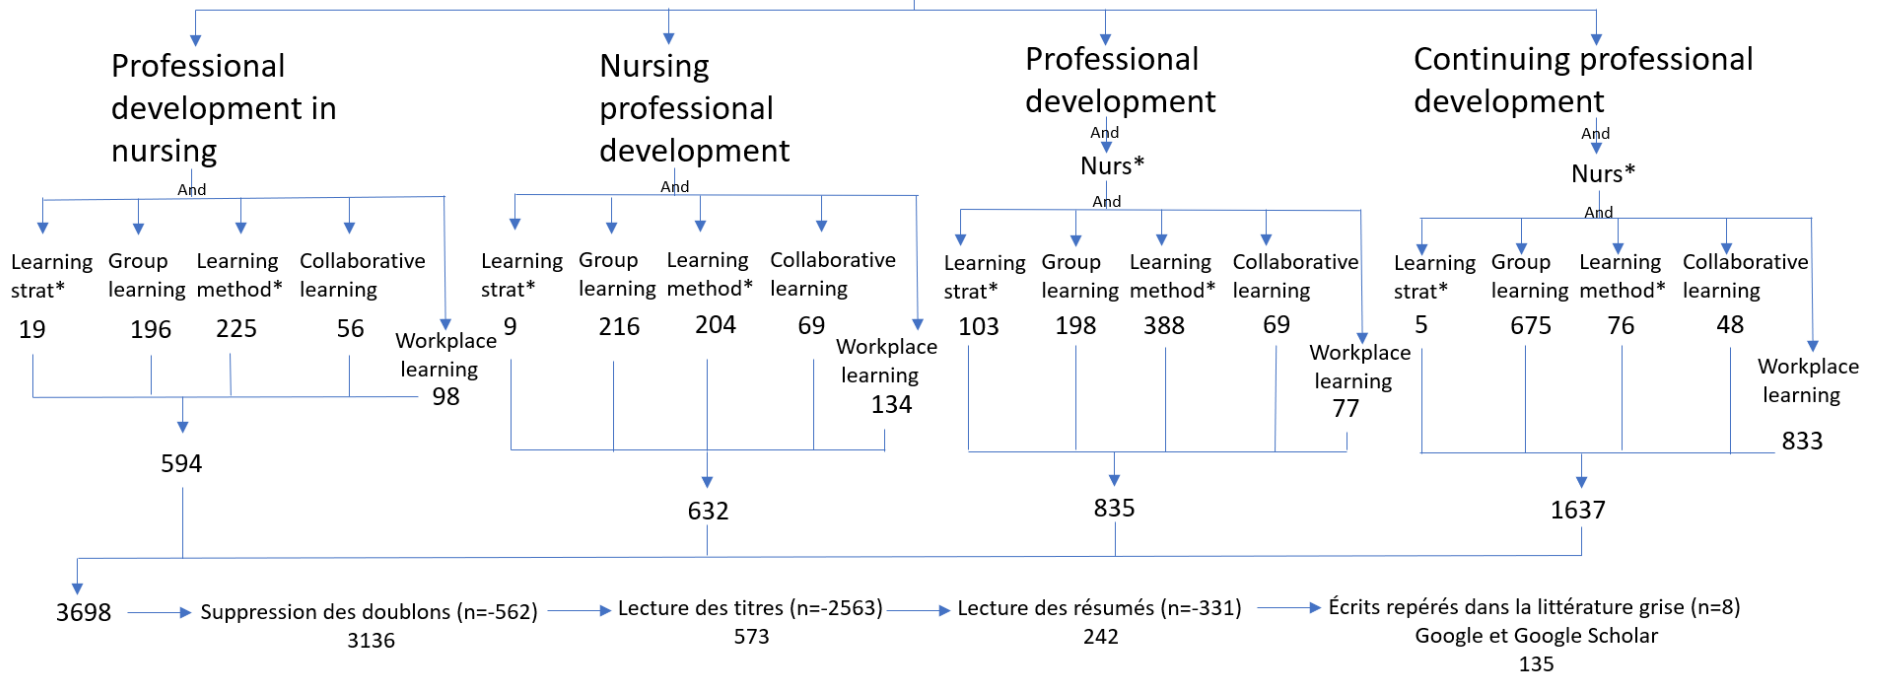 Professional
development in
nursing
And
Learning
strat*
19
Group
learning
196
Learning
method*
225
Collaborative
learning
56
Workplace
learning
98
594
Nursing
professional
development
And
Learning
strat*
9
Group
learning
216
Learning
method*
204
Collaborative
learning
69
Workplace
learning
134
632
Professional
development
And
Nurs*
And
Learning
strat*
103
Group
learning
198
Learning
method*
388
Collaborative
learning
69
Workplace
learning
77
835
Continuing professional
development
And
Nurs*
And
Learning
strat*
5
Group
learning
675
Learning
method*
76
Collaborative
learning
48
Workplace
learning
833
1637
3698
Suppression des doublons (n=-562)
3136
Lecture des titres (n=-2563)
573
Lecture des résumés (n=-331)
242
Écrits repérés dans la littérature grise (n=8)
Google et Google Scholar
135